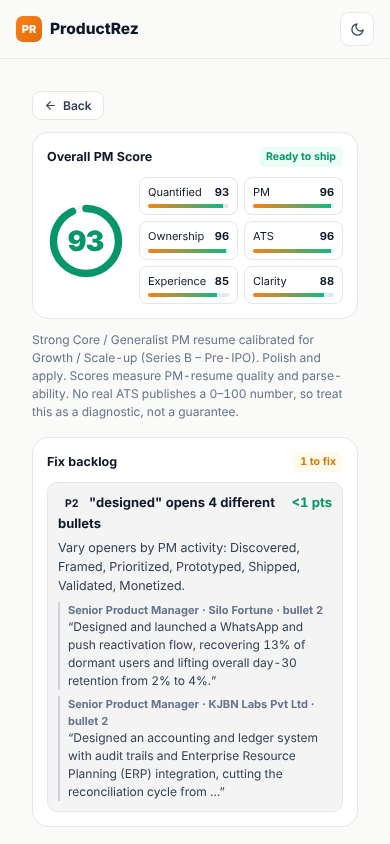 PR ProductRez
← Back
Overall PM Score Ready to ship
93
Quantified 93 PM 96
Ownership 96 ATS 96
Experience 85 Clarity 88
Strong Core / Generalist PM resume calibrated for
Growth / Scale-up (Series B – Pre-IPO). Polish and
apply. Scores measure PM-resume quality and parse-
ability. No real ATS publishes a 0–100 number, so treat
this as a diagnostic, not a guarantee.
Fix backlog 1 to fix
P2 "designed" opens 4 different <1 pts
bullets
Vary openers by PM activity: Discovered,
Framed, Prioritized, Prototyped, Shipped,
Validated, Monetized.
Senior Product Manager · Silo Fortune · bullet 2
“Designed and launched a WhatsApp and
push reactivation flow, recovering 13% of
dormant users and lifting overall day-30
retention from 2% to 4%.”
Senior Product Manager · KJBN Labs Pvt Ltd ·
bullet 2
“Designed an accounting and ledger system
with audit trails and Enterprise Resource
Planning (ERP) integration, cutting the
reconciliation cycle from …”